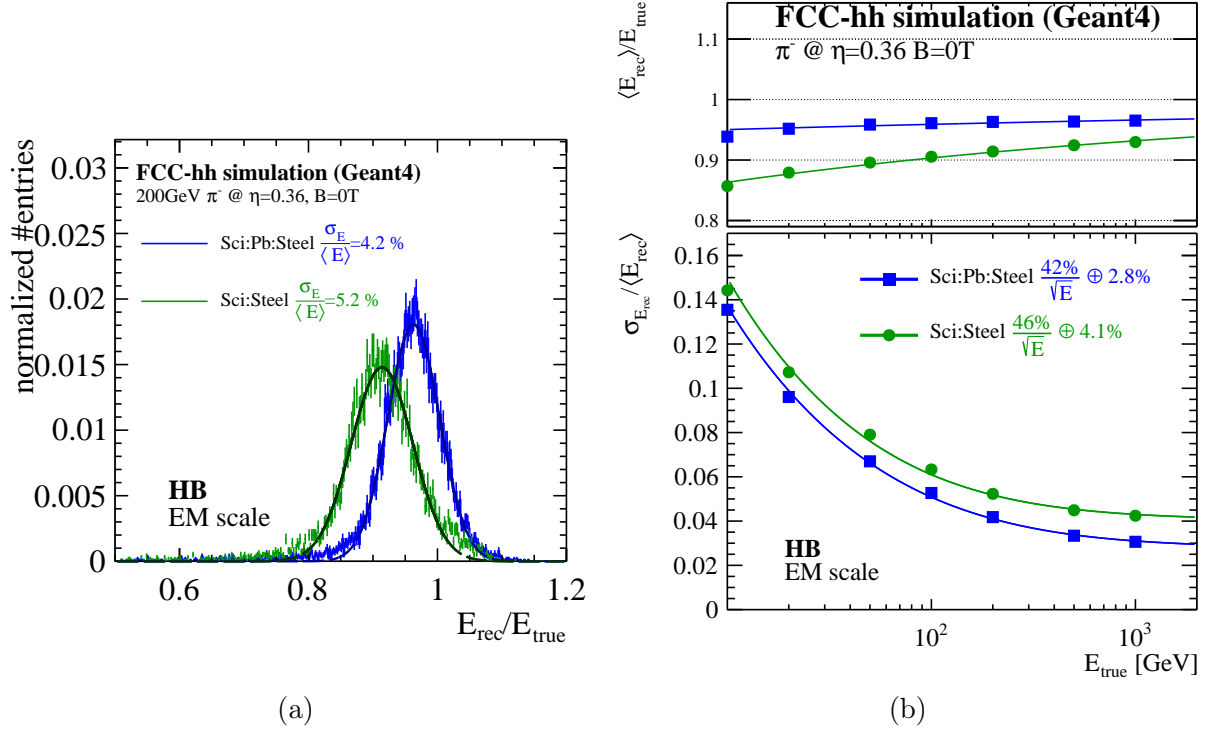 FCC-hh simulation (Geant4)
200GeV π⁻ @ η=0.36, B=0T
Sci:Pb:Steel σ_E/⟨E⟩=4.2 %
Sci:Steel σ_E/⟨E⟩=5.2 %
HB
EM scale
normalized #entries
0.03
0.025
0.02
0.015
0.01
0.005
0
0.6
0.8
1
1.2
E_rec/E_true
(a)
FCC-hh simulation (Geant4)
π⁻ @ η=0.36 B=0T
⟨E_rec⟩/E_true
1.1
1
0.9
0.8
σ_E_rec/⟨E_rec⟩
0.16
0.14
0.12
0.1
0.08
0.06
0.04
0.02
0
Sci:Pb:Steel 42%/√E ⊕ 2.8%
Sci:Steel 46%/√E ⊕ 4.1%
HB
EM scale
10²
10³
E_true [GeV]
(b)